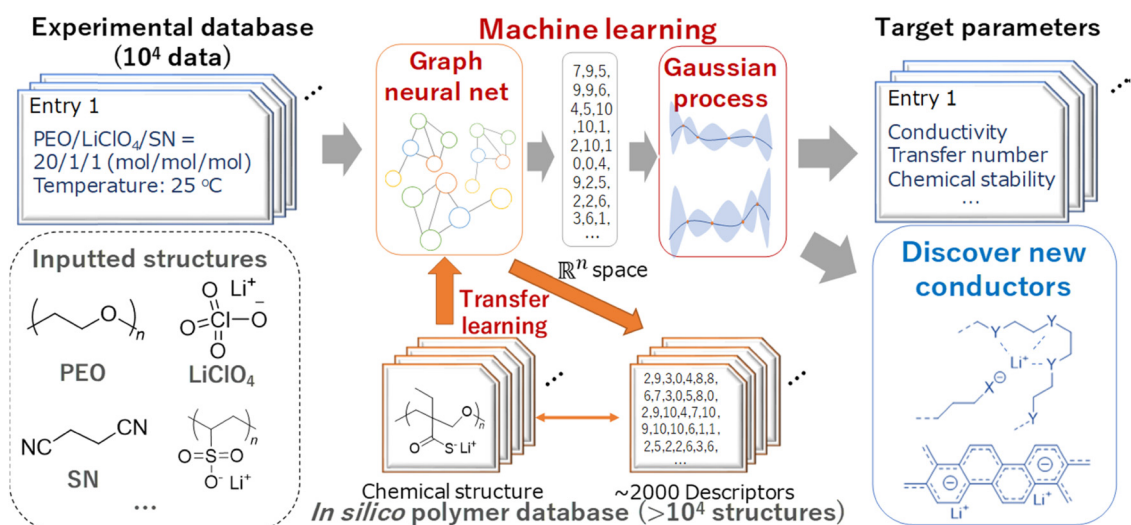 Experimental database
(10⁴ data)
Entry 1
PEO/LiClO₄/SN =
20/1/1 (mol/mol/mol)
Temperature: 25 °C
...
Inputted structures
O
n
PEO
Li⁺
O
O Cl O⁻
O
LiClO₄
NC CN
SN
n
O S O
O⁻ Li⁺
...
Machine learning
Graph
neural net
7,9,5,
9,9,6,
4,5,10
,10,1,
2,10,1
0,0,4,
9,2,5,
2,2,6,
3,6,1,
...
Gaussian
process
ℝⁿ space
Transfer
learning
...
O
n
O S⁻ Li⁺
Chemical structure
2,9,3,0,4,8,8,
6,7,3,0,5,8,0,
2,9,10,4,7,10,
9,10,10,6,1,1,
2,5,2,2,6,3,6,
...
...
~2000 Descriptors
In silico polymer database (>10⁴ structures)
Target parameters
Entry 1
Conductivity
Transfer number
Chemical stability
...
...
Discover new
conductors
Y Y
Li⁺ Y
X⊖
Y
⊖ ⊖
Li⁺ Li⁺